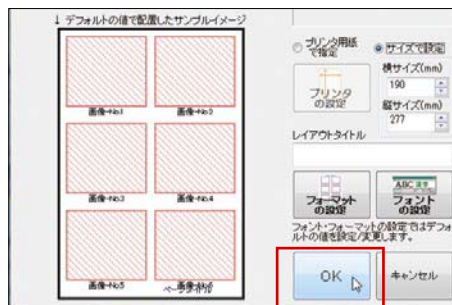 ↓ デフォルトの値で配置したサンプルイメージ
画像-No.1
画像-No.2
画像-No.3
画像-No.4
画像-No.5
プリンタ用紙
で指定
サイズで設定
プリンタ
の設定
横サイズ(mm)
190
縦サイズ(mm)
277
レイアウトタイトル
フォーマット
の設定
ABC
フォント
の設定
フォント・フォーマットの設定ではデフォ
ルトの値を設定/変更します。
OK
キャンセル